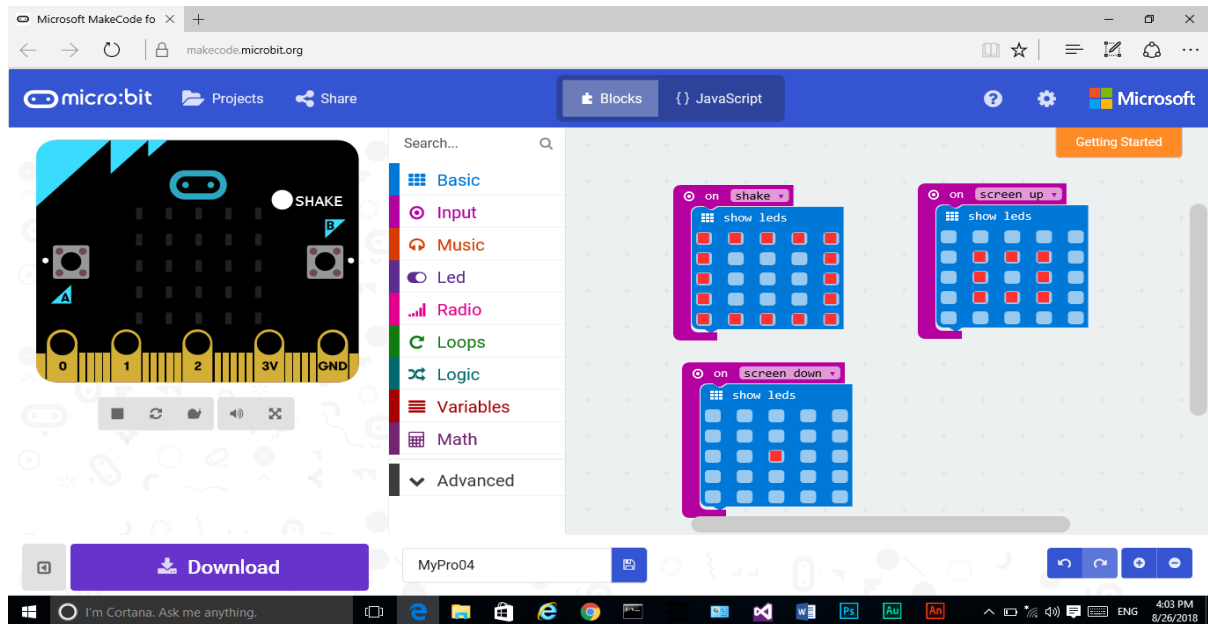 Microsoft MakeCode fo
makecode.microbit.org
micro:bit Projects Share Blocks {} JavaScript ? Microsoft
Getting Started
Search...
Basic
Input
Music
Led
Radio
Loops
Logic
Variables
Math
Advanced
SHAKE
B
A
0 1 2 3V GND
on shake
show leds
on screen up
show leds
on screen down
show leds
Download
MyPro04
I'm Cortana. Ask me anything.
Ps Au An
ENG
4:03 PM
8/26/2018